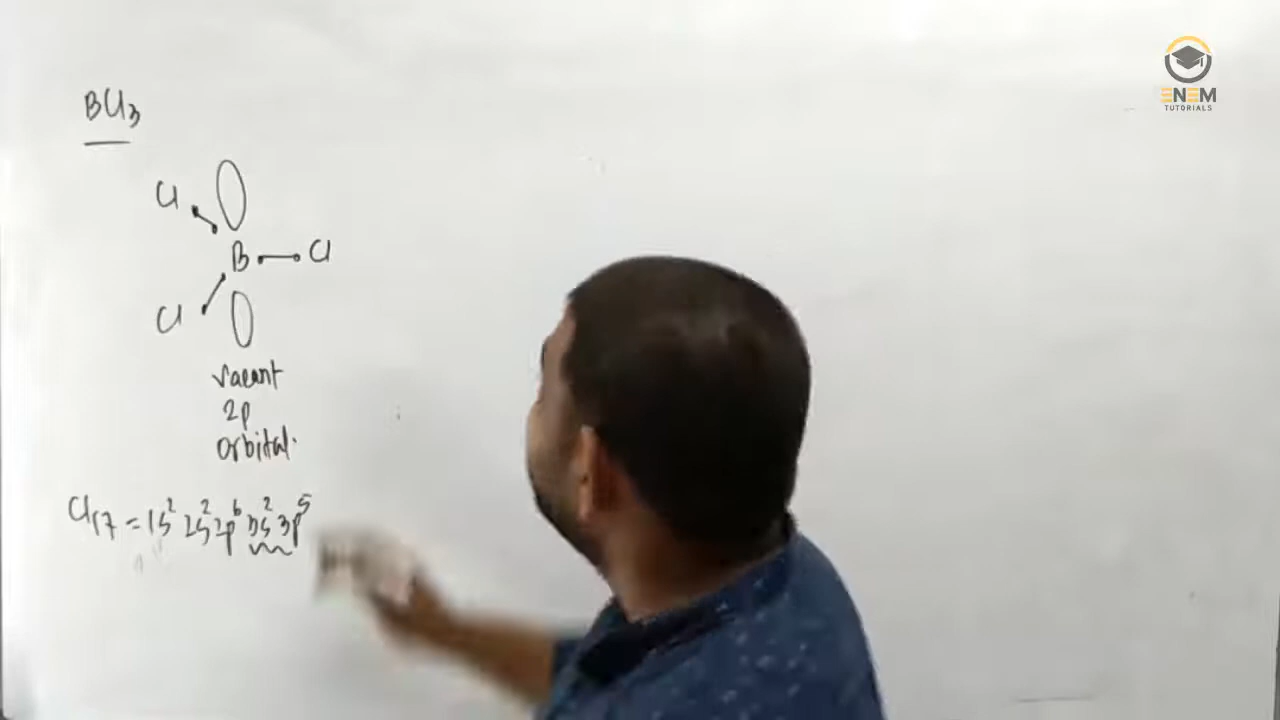 BCl₃
Cl
B Cl
Cl
Vacant
2p
orbital.
Cl₁₇ = 1s² 2s² 2p⁶ 3s² 3p⁵
ENEM
TUTORIALS